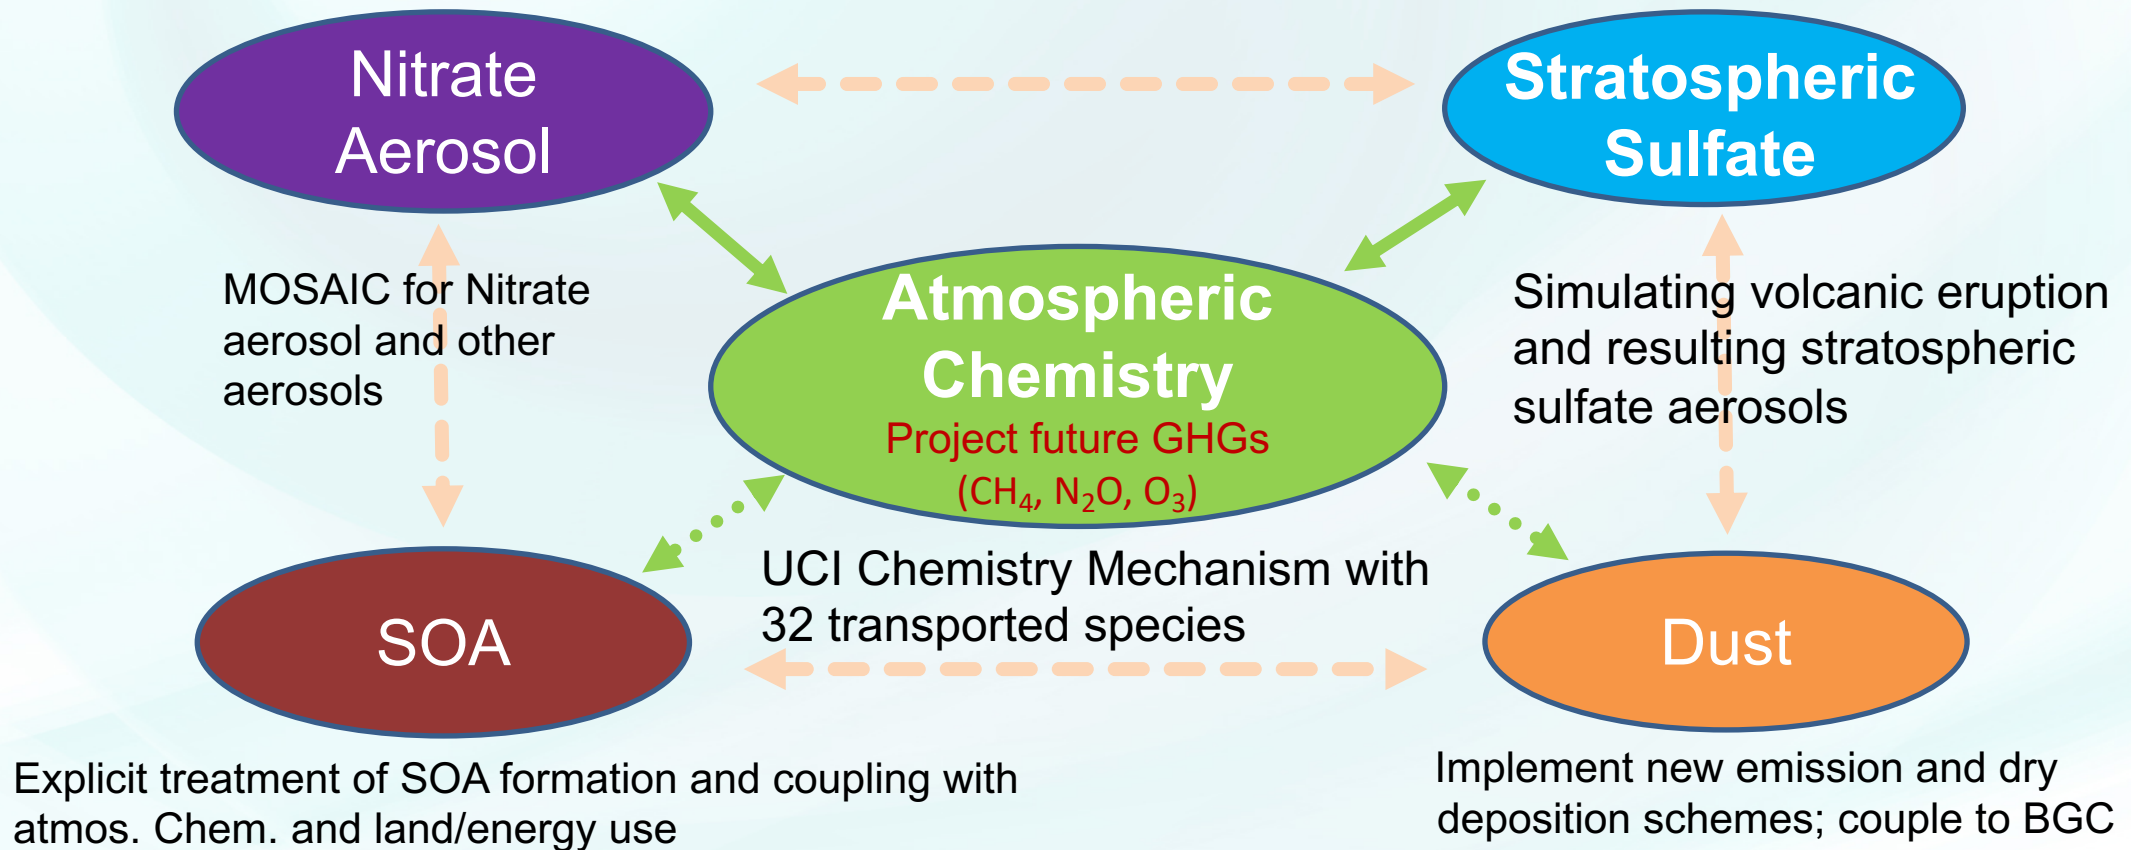 Nitrate
Aerosol
Stratospheric
Sulfate
MOSAIC for Nitrate
aerosol and other
aerosols
Atmospheric
Chemistry
Project future GHGs
(CH₄, N₂O, O₃)
Simulating volcanic eruption
and resulting stratospheric
sulfate aerosols
UCI Chemistry Mechanism with
32 transported species
SOA
Dust
Explicit treatment of SOA formation and coupling with
atmos. Chem. and land/energy use
Implement new emission and dry
deposition schemes; couple to BGC